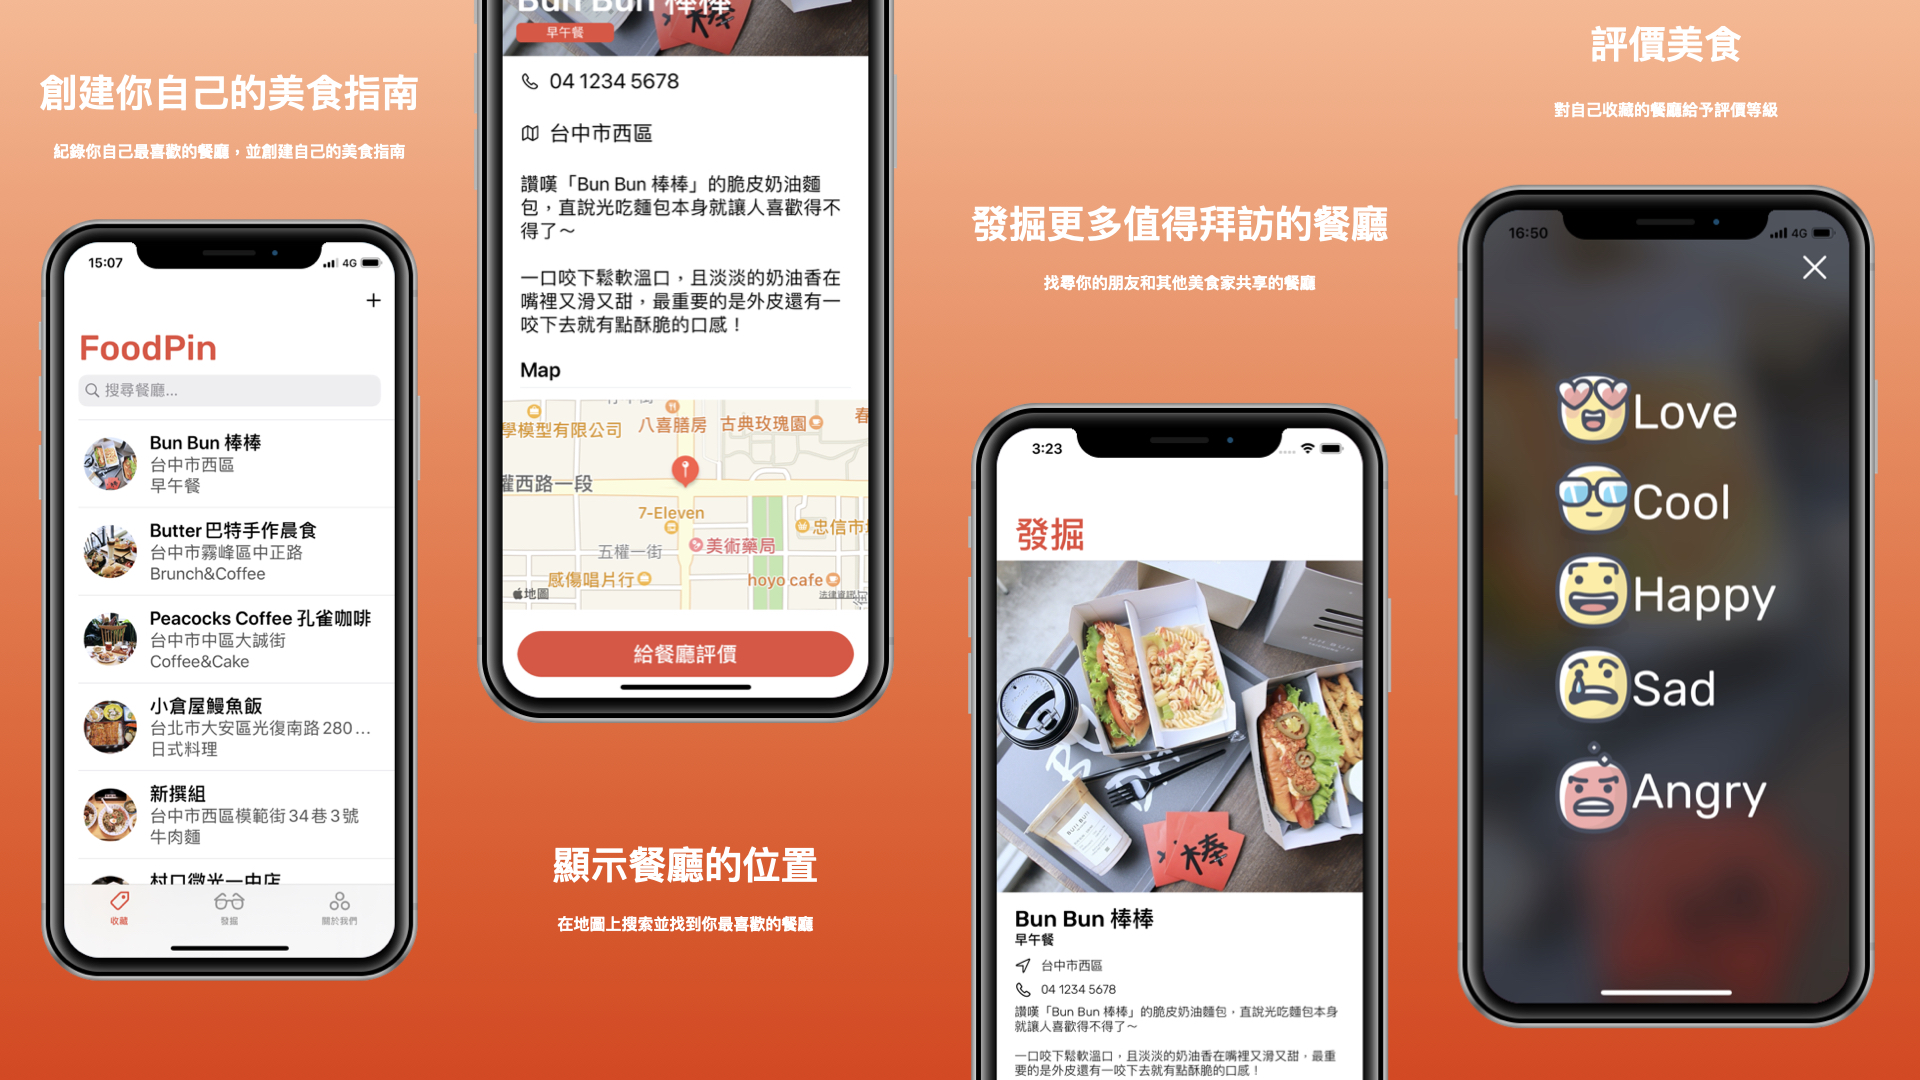 創建你自己的美食指南
紀錄你自己最喜歡的餐廳，並創建自己的美食指南
15:07
4G
+
FoodPin
搜尋餐廳...
Bun Bun 棒棒
台中市西區
早午餐
Butter 巴特手作晨食
台中市霧峰區中正路
Brunch&Coffee
Peacocks Coffee 孔雀咖啡
台中市中區大誠街
Coffee&Cake
小倉屋鰻魚飯
台北市大安區光復南路280...
日式料理
新撰組
台中市西區模範街34巷3號
牛肉麵
村口微光一中店
收藏
發掘
關於我們
Bun Bun 棒棒
早午餐
04 1234 5678
台中市西區
讚嘆「Bun Bun 棒棒」的脆皮奶油麵
包，直說光吃麵包本身就讓人喜歡得不
得了～
一口咬下鬆軟溫口，且淡淡的奶油香在
嘴裡又滑又甜，最重要的是外皮還有一
咬下去就有點酥脆的口感！
Map
學模型有限公司
八喜膳房
古典玫瑰園
春
權西路一段
7-Eleven
忠信市
五權一街
美術藥局
感傷唱片行
hoyo cafe
地圖
法律資訊
給餐廳評價
顯示餐廳的位置
在地圖上搜索並找到你最喜歡的餐廳
發掘更多值得拜訪的餐廳
找尋你的朋友和其他美食家共享的餐廳
3:23
發掘
BUN BUN
棒
Bun Bun 棒棒
早午餐
台中市西區
04 1234 5678
讚嘆「Bun Bun 棒棒」的脆皮奶油麵包，直說光吃麵包本身
就讓人喜歡得不得了～
一口咬下鬆軟溫口，且淡淡的奶油香在嘴裡又滑又甜，最重
要的是外皮還有一咬下去就有點酥脆的口感！
評價美食
對自己收藏的餐廳給予評價等級
16:50
4G
Love
Cool
Happy
Sad
Angry